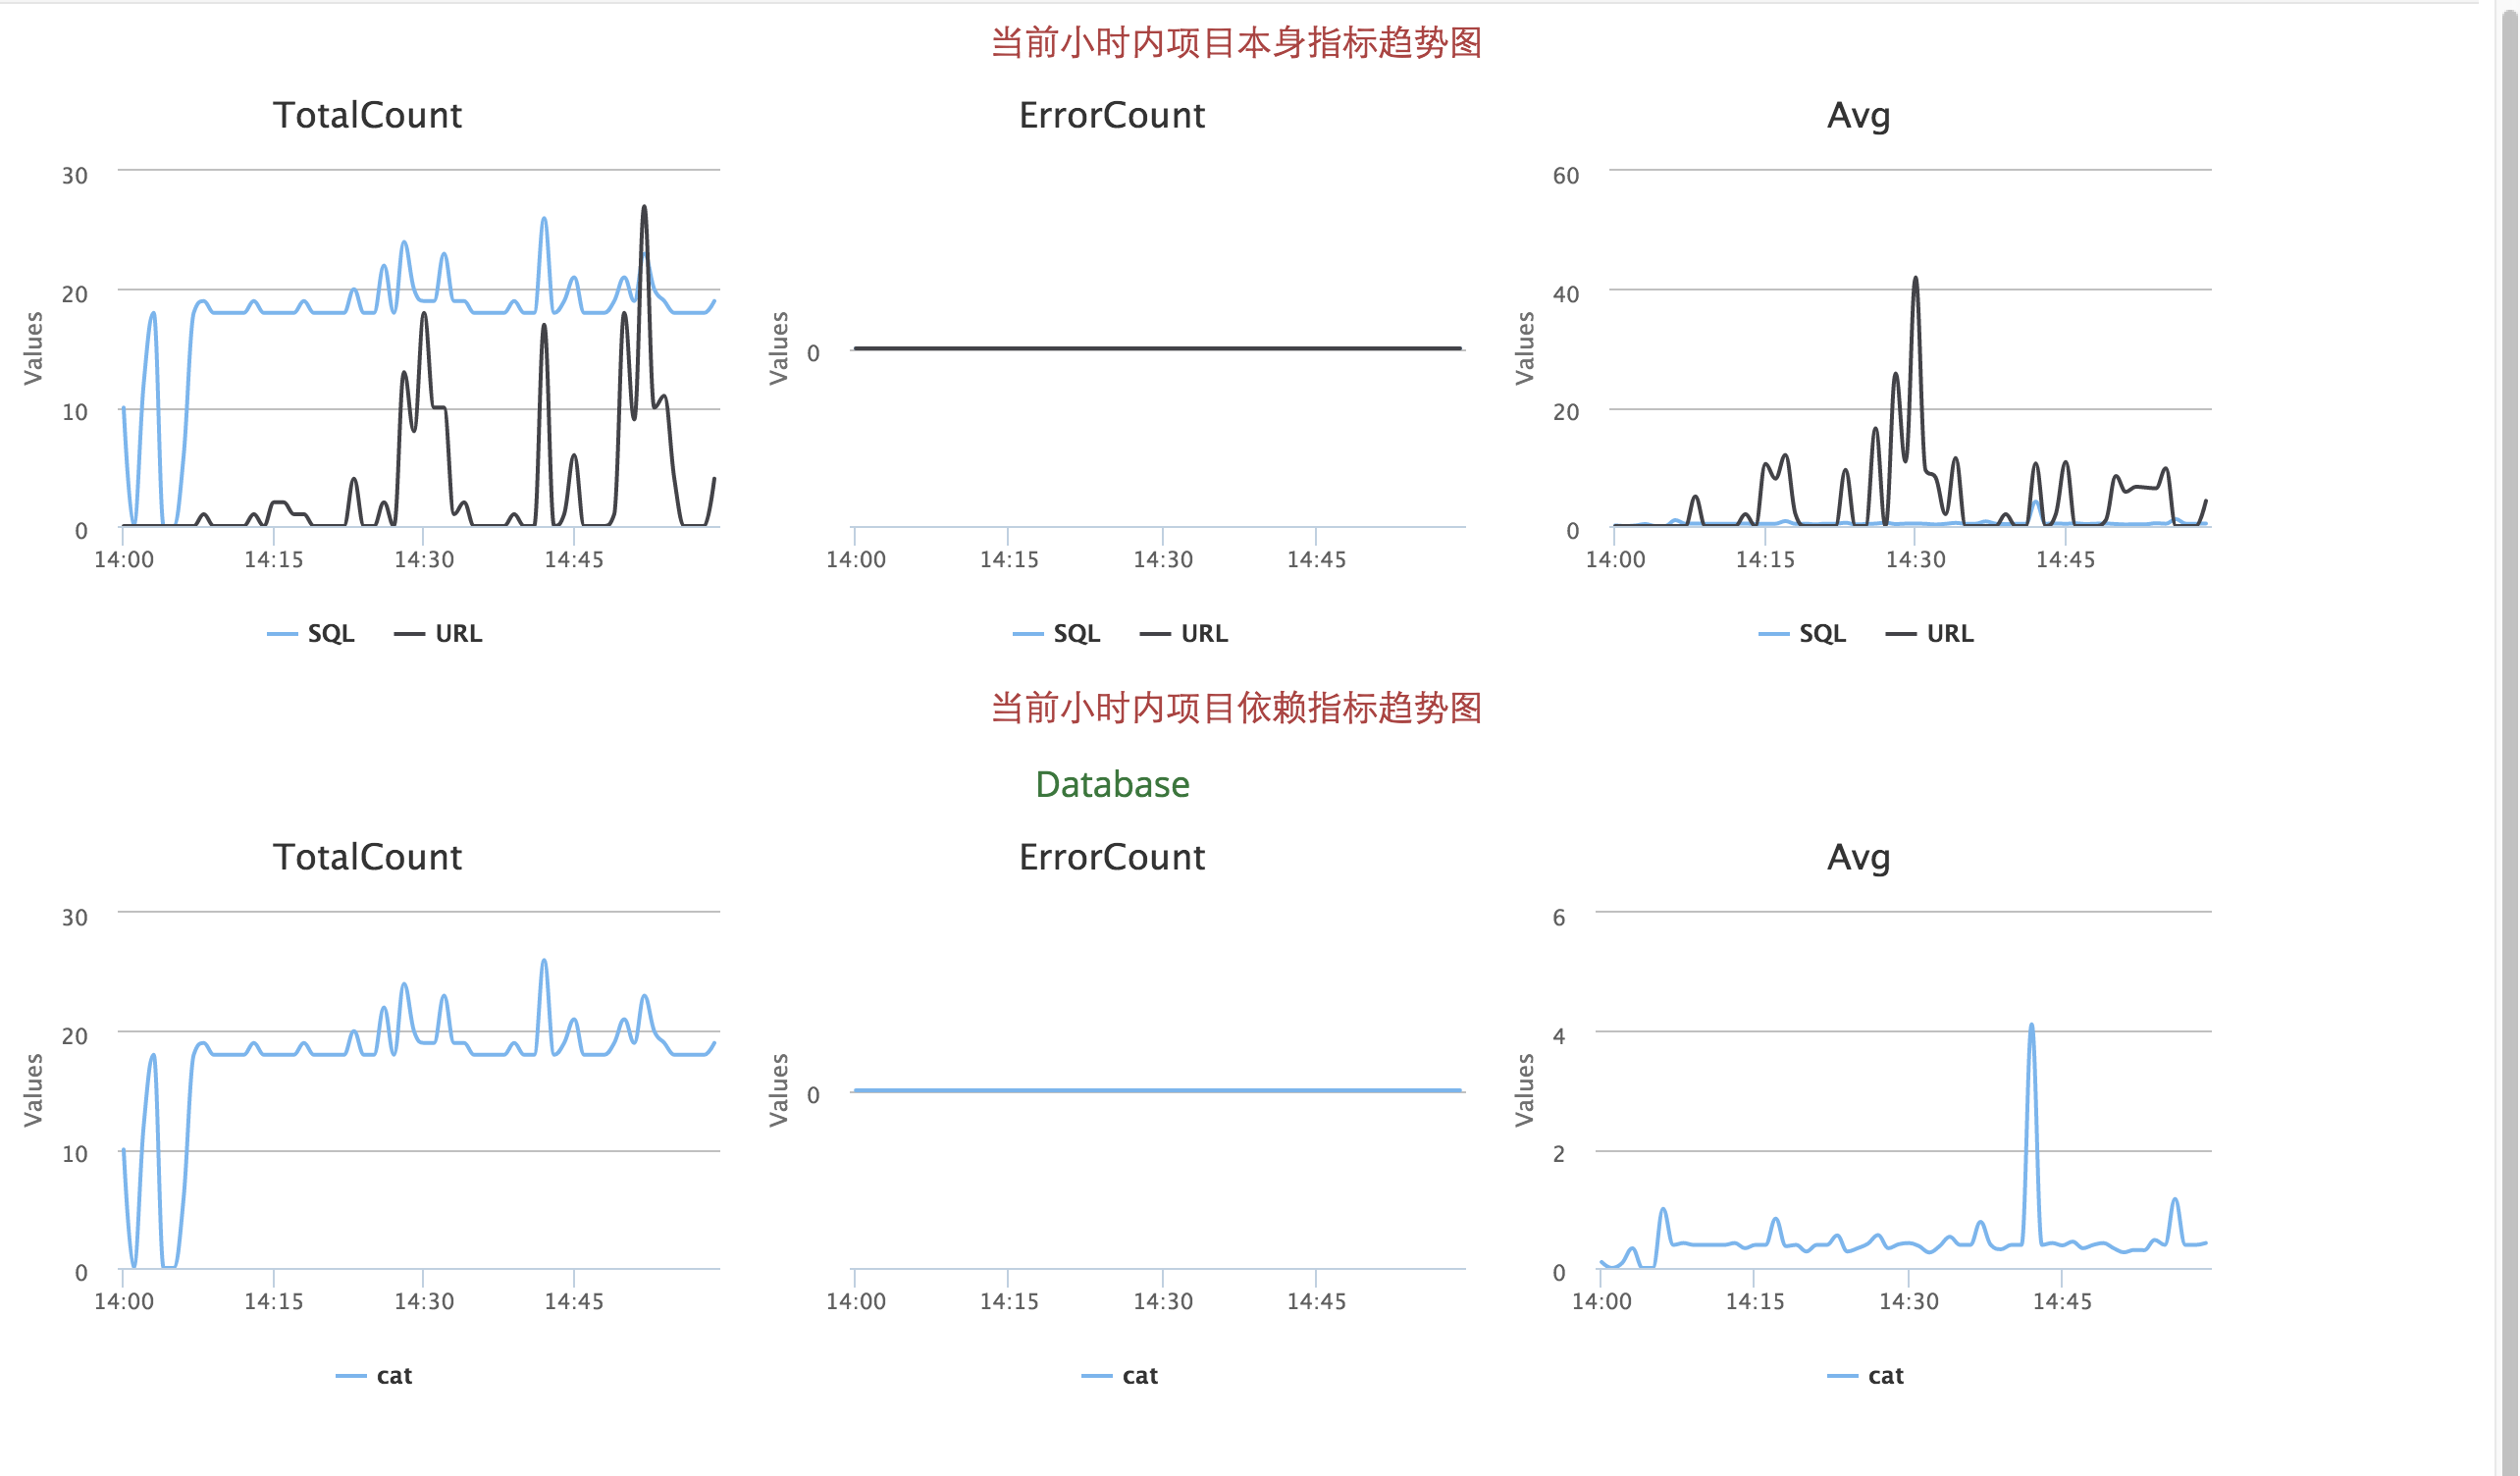 当前小时内项目本身指标趋势图
TotalCount
Values
30
20
10
0
14:00 14:15 14:30 14:45
SQL URL
ErrorCount
Values
0
14:00 14:15 14:30 14:45
SQL URL
Avg
Values
60
40
20
0
14:00 14:15 14:30 14:45
SQL URL
当前小时内项目依赖指标趋势图
Database
TotalCount
Values
30
20
10
0
14:00 14:15 14:30 14:45
cat
ErrorCount
Values
0
14:00 14:15 14:30 14:45
cat
Avg
Values
6
4
2
0
14:00 14:15 14:30 14:45
cat